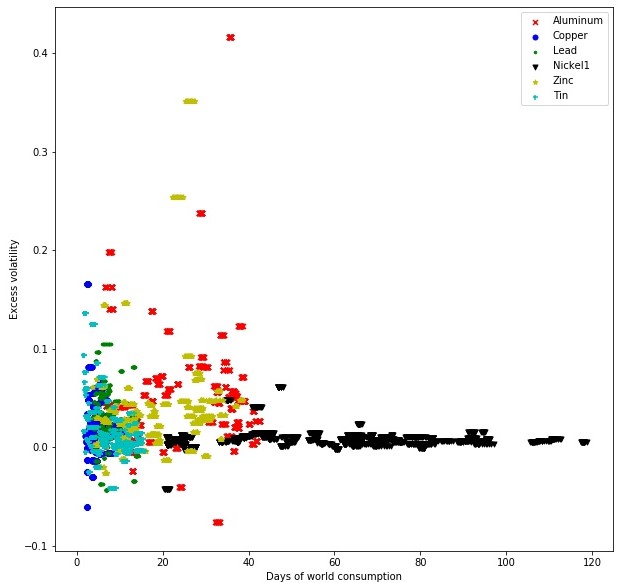 Aluminum
Copper
Lead
Nickel1
Zinc
Tin
0.4
0.3
0.2
0.1
0.0
−0.1
Excess volatility
0
20
40
60
80
100
120
Days of world consumption